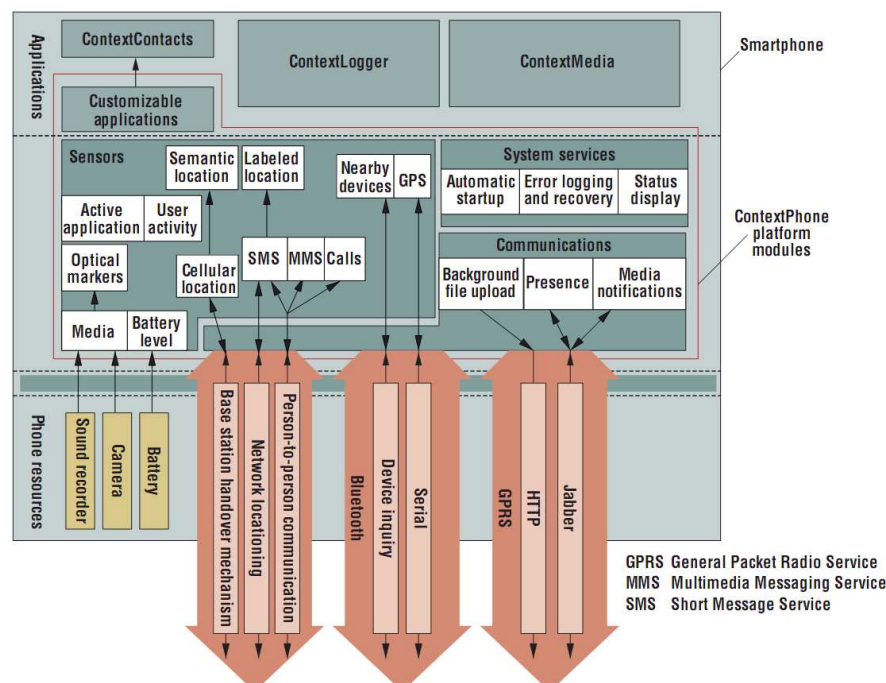 Applications
ContextContacts
ContextLogger
ContextMedia
Smartphone
Customizable
applications
Sensors
Semantic
location
Labeled
location
Nearby
devices
GPS
System services
Automatic
startup
Error logging
and recovery
Status
display
Active
application
User
activity
ContextPhone
platform
modules
Communications
Optical
markers
Cellular
location
SMS
MMS
Calls
Background
file upload
Presence
Media
notifications
Media
Battery
level
Phone resources
Sound recorder
Camera
Battery
Base station handover mechanism
Network locationing
Person-to-person communication
Bluetooth
Device inquiry
Serial
GPRS
HTTP
Jabber
GPRS General Packet Radio Service
MMS Multimedia Messaging Service
SMS Short Message Service